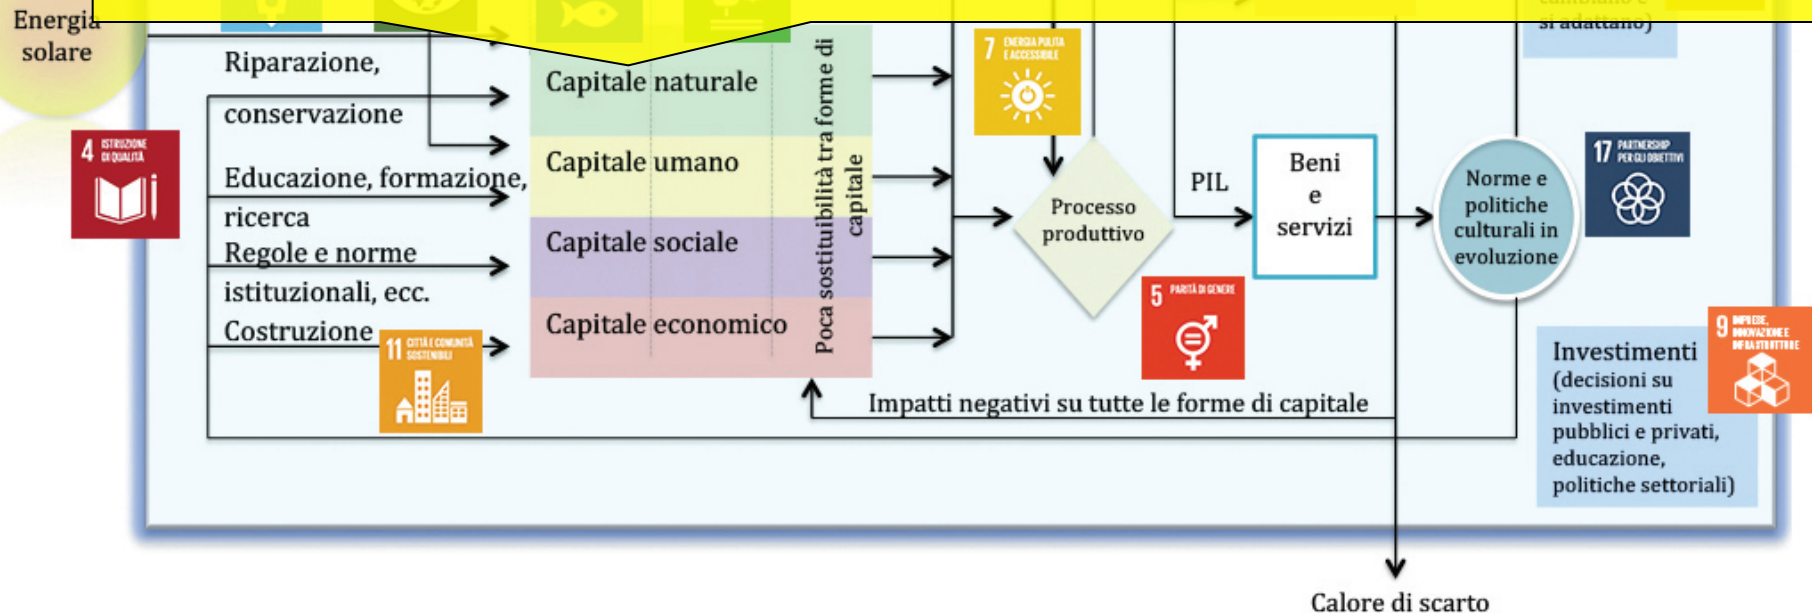 Energia
solare
si adattano)
Riparazione,
conservazione
Educazione, formazione,
ricerca
Regole e norme
istituzionali, ecc.
Costruzione
4 ISTRUZIONE
DI QUALITÀ
11 CITTÀ E COMUNITÀ
SOSTENIBILI
Capitale naturale
Capitale umano
Capitale sociale
Capitale economico
Poca sostituibilità tra forme di
capitale
7 ENERGIA PULITA
E ACCESSIBILE
Processo
produttivo
5 PARITÀ DI GENERE
PIL
Beni
e
servizi
Norme e
politiche
culturali in
evoluzione
17 PARTNERSHIP
PER GLI OBIETTIVI
9 IMPRESE,
INNOVAZIONE E
INFRASTRUTTURE
Investimenti
(decisioni su
investimenti
pubblici e privati,
educazione,
politiche settoriali)
Impatti negativi su tutte le forme di capitale
Calore di scarto